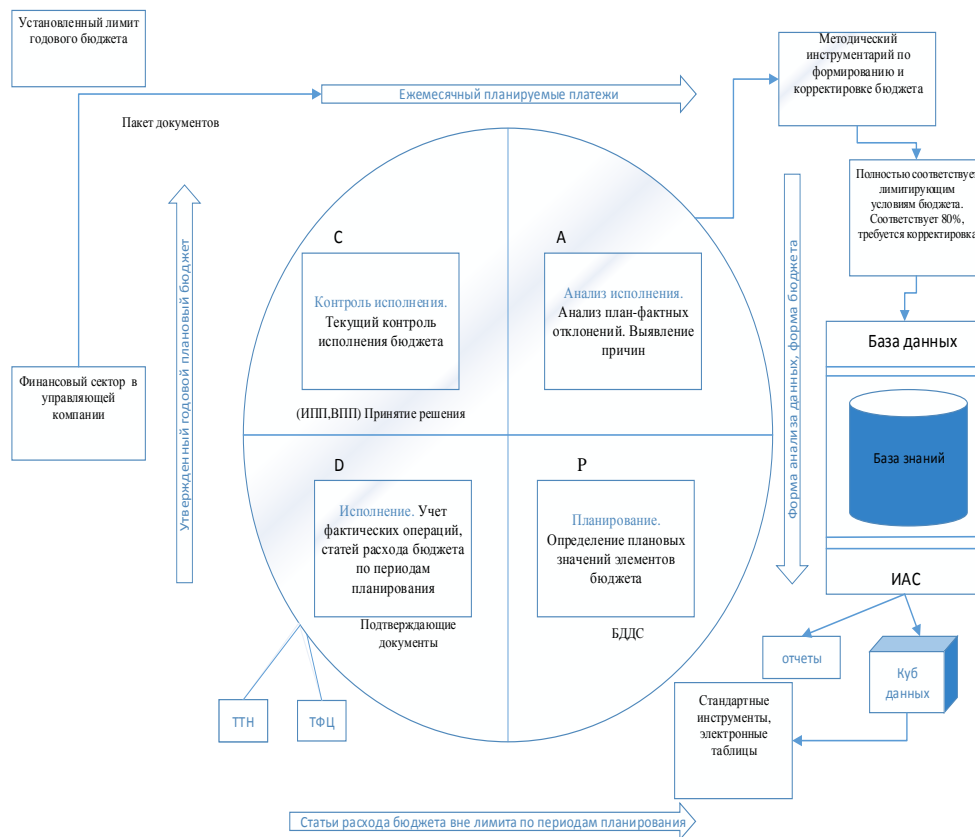 Установленный лимит
годового бюджета
Ежемесячный планируемые платежи
Методический
инструментарий по
формированию и
корректировке бюджета
Пакет документов
Полностью соответствует
лимитирующим
условиям бюджета.
Соответствует 80%,
требуется корректировка
Утвержденный годовой плановый бюджет
С
Контроль исполнения.
Текущий контроль
исполнения бюджета
(ИПП,ВПП) Принятие решения
А
Анализ исполнения.
Анализ план-фактных
отклонений. Выявление
причин
Форма анализа данных, форма бюджета
База данных
База знаний
ИАС
Финансовый сектор в
управляющей
компании
D
Исполнение. Учет
фактических операций,
статей расхода бюджета
по периодам
планирования
Подтверждающие
документы
Р
Планирование.
Определение плановых
значений элементов
бюджета
БДДС
отчеты
Куб
данных
ТТН
ТФЦ
Стандартные
инструменты,
электронные
таблицы
Статьи расхода бюджета вне лимита по периодам планирования